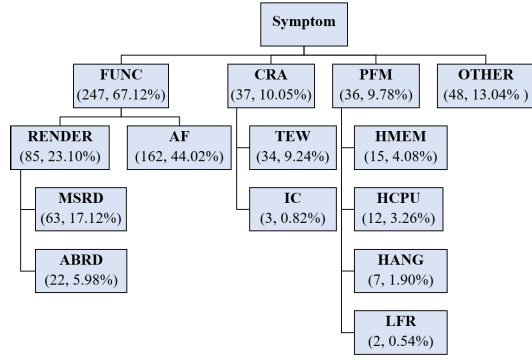 Symptom
FUNC
(247, 67.12%)
CRA
(37, 10.05%)
PFM
(36, 9.78%)
OTHER
(48, 13.04% )
RENDER
(85, 23.10%)
AF
(162, 44.02%)
TEW
(34, 9.24%)
HMEM
(15, 4.08%)
MSRD
(63, 17.12%)
IC
(3, 0.82%)
HCPU
(12, 3.26%)
ABRD
(22, 5.98%)
HANG
(7, 1.90%)
LFR
(2, 0.54%)